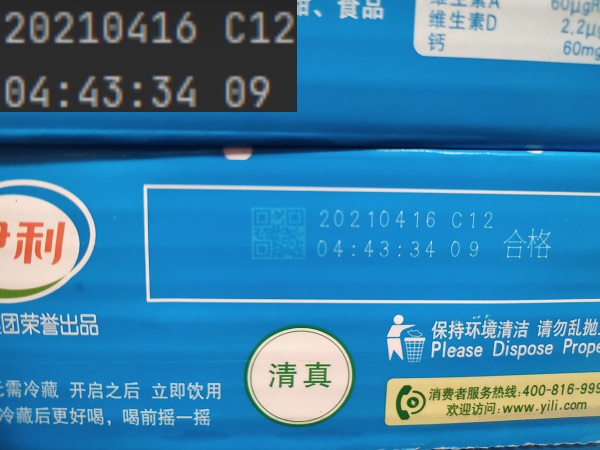 20210416 C12
04:43:34 09
、食品
维生素A 60μgR
维生素D 2.2μg
钙 60mg
伊利
团荣誉出品
20210416 C12
04:43:34 09 合格
清真
需冷藏 开启之后 立即饮用
冷藏后更好喝，喝前摇一摇
保持环境清洁 请勿乱抛
Please Dispose Prope
消费者服务热线:400-816-999
欢迎访问:www.yili.com